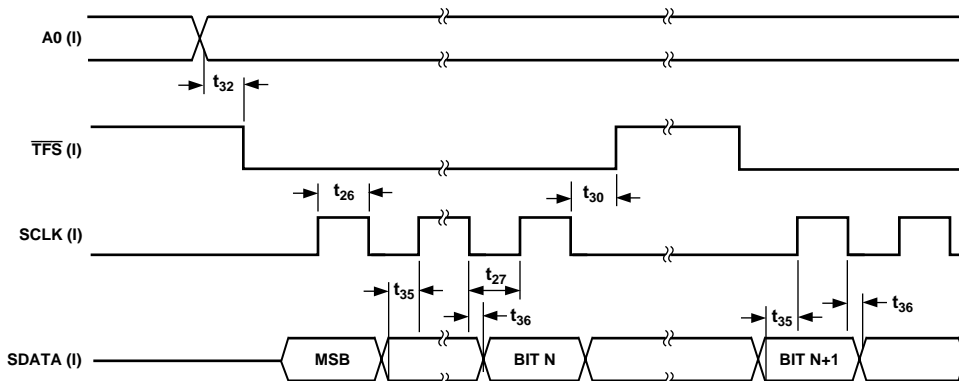 A0 (I)
t32
TFS (I)
t26
t30
SCLK (I)
t27
t35
t36
t35
t36
SDATA (I)
MSB
BIT N
BIT N+1